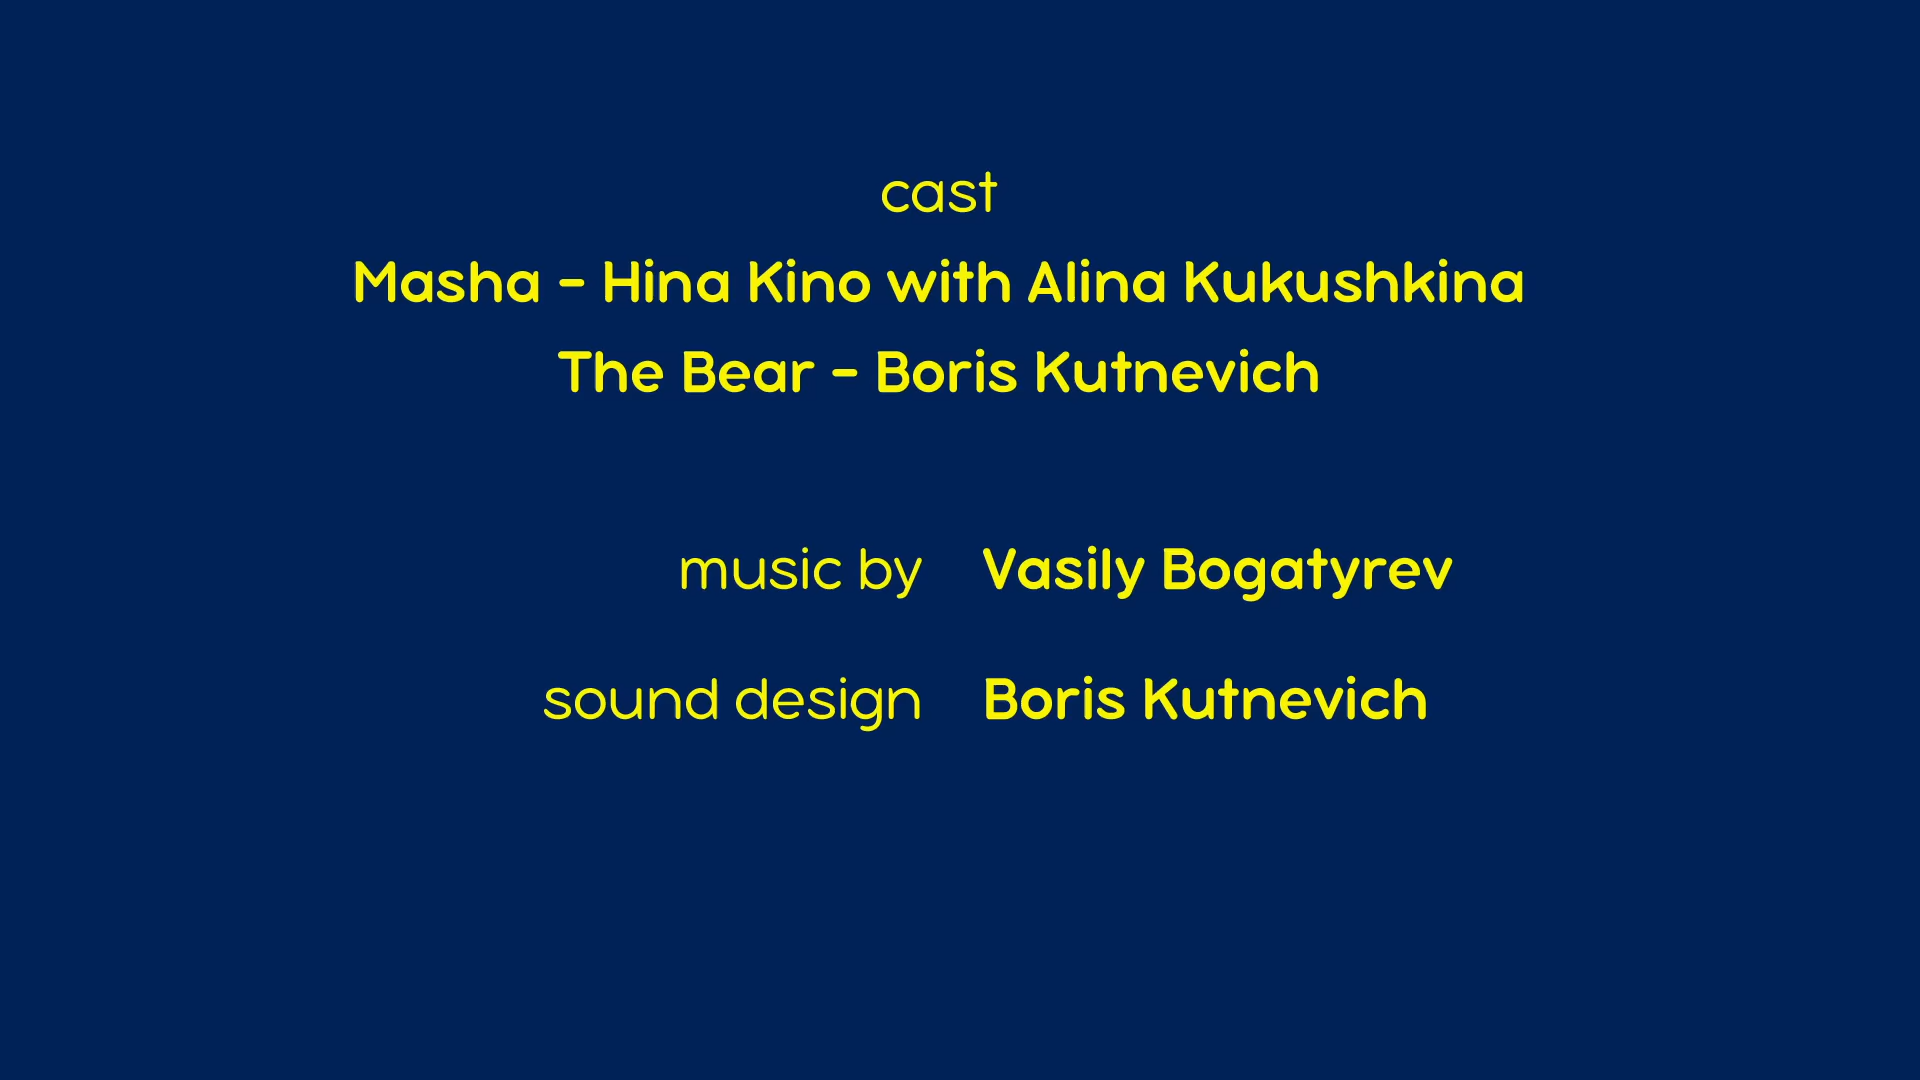 cast
Masha - Hina Kino with Alina Kukushkina
The Bear - Boris Kutnevich
music by Vasily Bogatyrev
sound design Boris Kutnevich